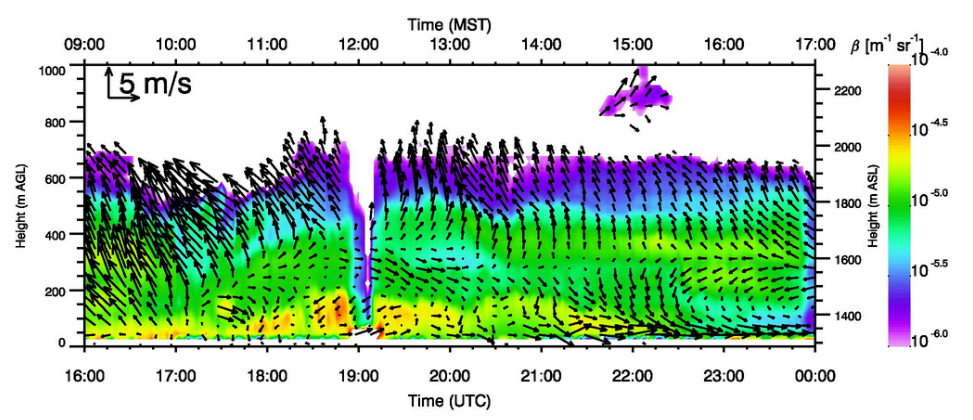 Time (MST)
09:00 10:00 11:00 12:00 13:00 14:00 15:00 16:00 17:00
β [m⁻¹ sr⁻¹]
5 m/s
Height (m AGL)
1000
800
600
400
200
0
2200
2000
1800
1600
1400
Height (m ASL)
10⁻⁴·⁰
10⁻⁴·⁵
10⁻⁵·⁰
10⁻⁵·⁵
10⁻⁶·⁰
16:00 17:00 18:00 19:00 20:00 21:00 22:00 23:00 00:00
Time (UTC)